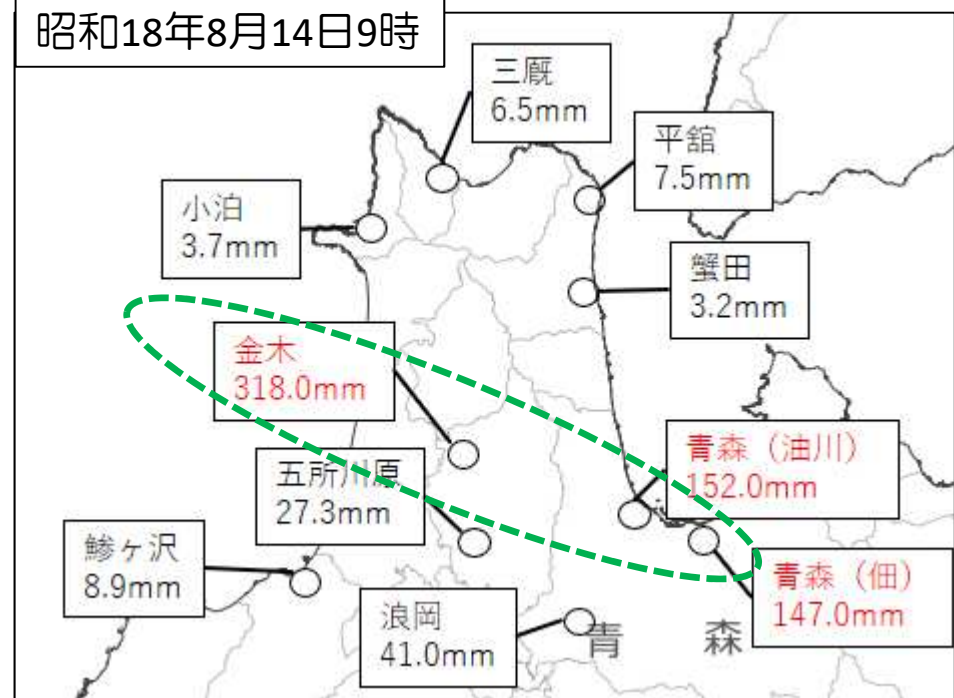 昭和18年8月14日9時
三厩
6.5mm
平舘
7.5mm
小泊
3.7mm
蟹田
3.2mm
金木
318.0mm
青森（油川）
152.0mm
五所川原
27.3mm
鯵ヶ沢
8.9mm
青森（佃）
147.0mm
浪岡
41.0mm
青森